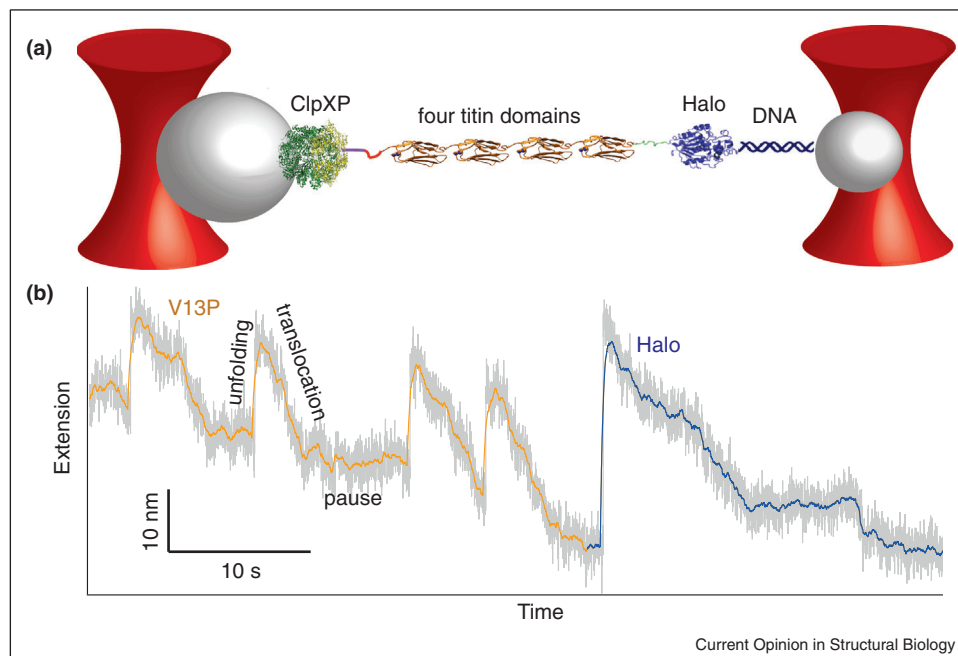 (a)
ClpXP
four titin domains
Halo
DNA
(b)
V13P
unfolding
translocation
pause
Halo
Extension
10 nm
10 s
Time
Current Opinion in Structural Biology